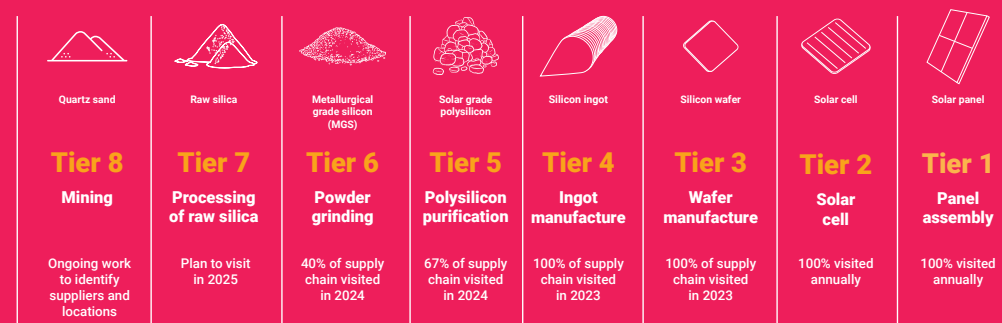 Quartz sand
Raw silica
Metallurgical
grade silicon
(MGS)
Solar grade
polysilicon
Silicon ingot
Silicon wafer
Solar cell
Solar panel
Tier 8
Tier 7
Tier 6
Tier 5
Tier 4
Tier 3
Tier 2
Tier 1
Mining
Processing
of raw silica
Powder
grinding
Polysilicon
purification
Ingot
manufacture
Wafer
manufacture
Solar
cell
Panel
assembly
Ongoing work
to identify
suppliers and
locations
Plan to visit
in 2025
40% of supply
chain visited
in 2024
67% of supply
chain visited
in 2024
100% of supply
chain visited
in 2023
100% of supply
chain visited
in 2023
100% visited
annually
100% visited
annually